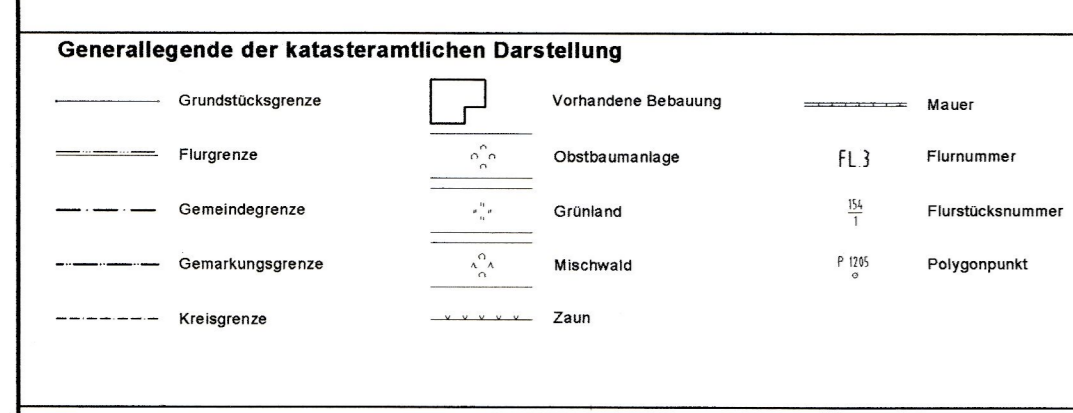 Generallegende der katasteramtlichen Darstellung
Grundstücksgrenze
Vorhandene Bebauung
Mauer
Flurgrenze
Obstbaumanlage
FL.3
Flurnummer
Gemeindegrenze
Grünland
154
1
Flurstücksnummer
Gemarkungsgrenze
Mischwald
P 1205
Polygonpunkt
Kreisgrenze
Zaun